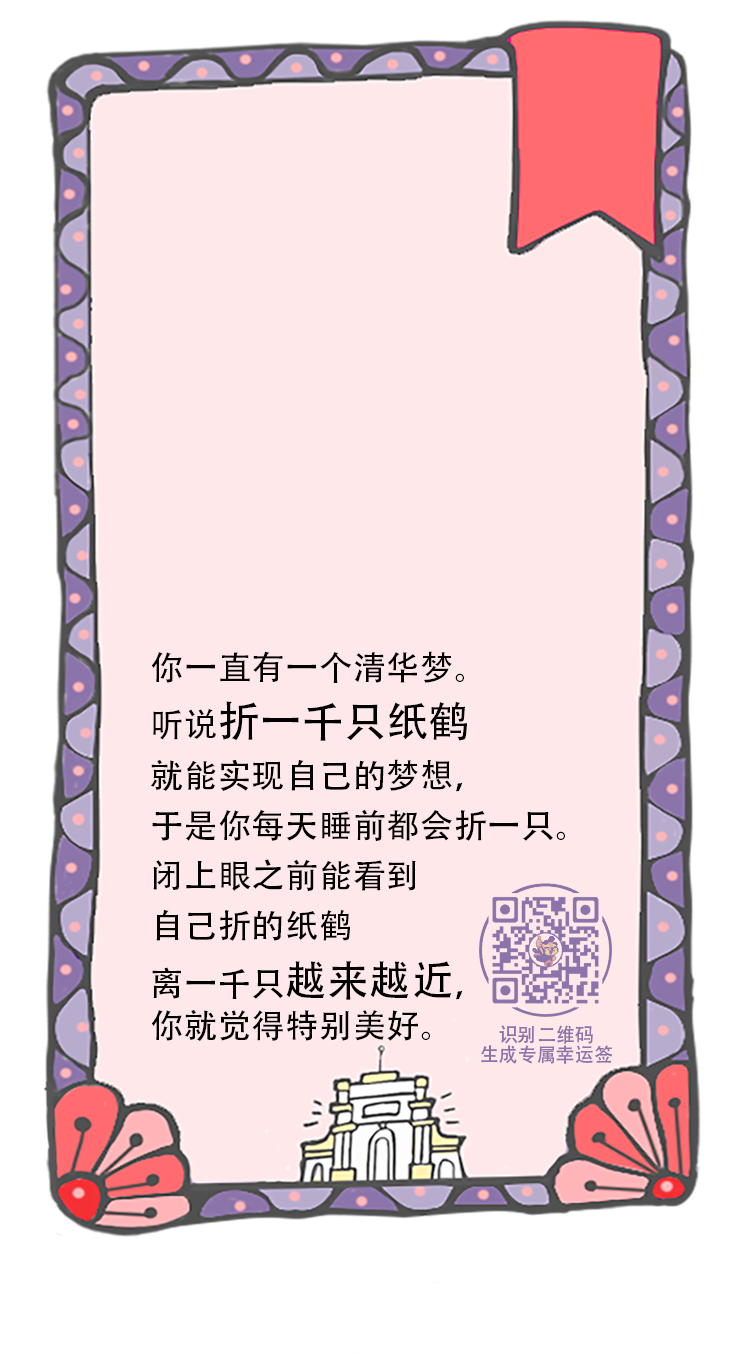 你一直有一个清华梦。
听说折一千只纸鹤
就能实现自己的梦想,
于是你每天睡前都会折一只。
闭上眼之前能看到
自己折的纸鹤
离一千只越来越近,
你就觉得特别美好。
识别二维码
生成专属幸运签